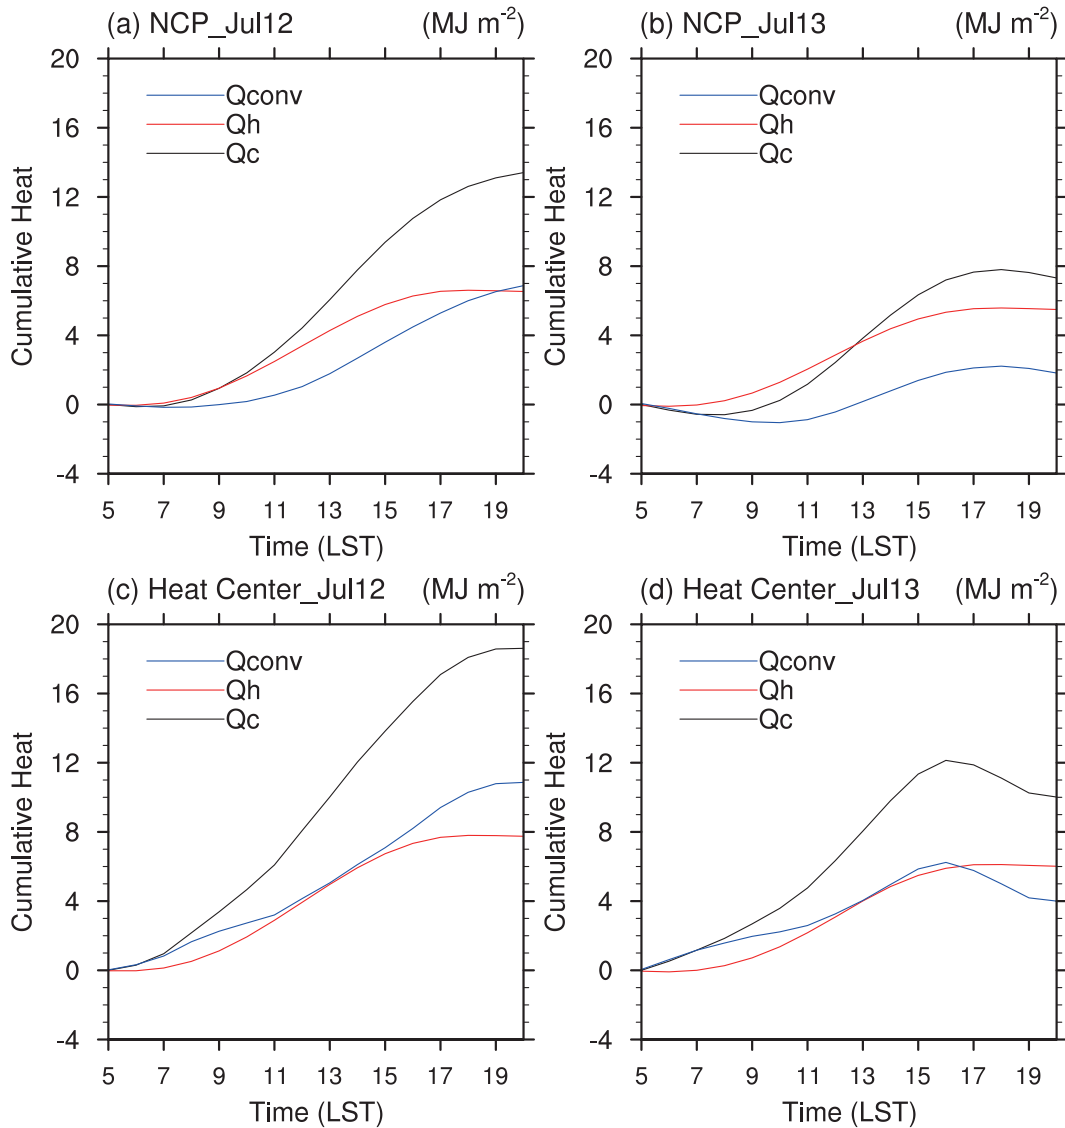 (a) NCP_Jul12 (MJ m-2)
20
16
12
8
4
0
-4
Cumulative Heat
Qconv
Qh
Qc
5 7 9 11 13 15 17 19
Time (LST)
(b) NCP_Jul13 (MJ m-2)
20
16
12
8
4
0
-4
Cumulative Heat
Qconv
Qh
Qc
5 7 9 11 13 15 17 19
Time (LST)
(c) Heat Center_Jul12 (MJ m-2)
20
16
12
8
4
0
-4
Cumulative Heat
Qconv
Qh
Qc
5 7 9 11 13 15 17 19
Time (LST)
(d) Heat Center_Jul13 (MJ m-2)
20
16
12
8
4
0
-4
Cumulative Heat
Qconv
Qh
Qc
5 7 9 11 13 15 17 19
Time (LST)